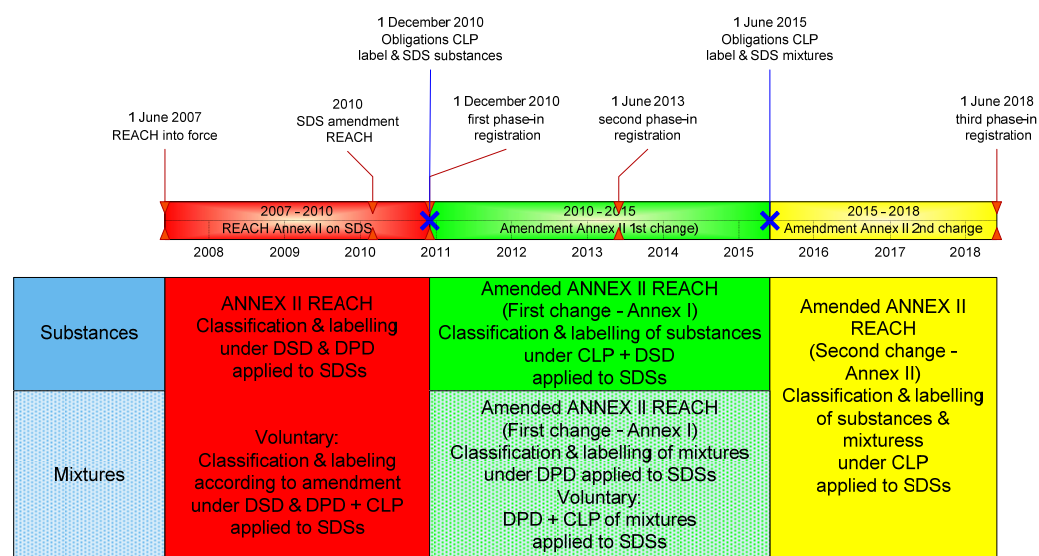 1 December 2010
Obligations CLP
label & SDS substances
1 June 2015
Obligations CLP
label & SDS mixtures
1 June 2007
REACH into force
2010
SDS amendment
REACH
1 December 2010
first phase-in
registration
1 June 2013
second phase-in
registration
1 June 2018
third phase-in
registration
2007 - 2010
REACH Annex II on SDS
2010 - 2015
Amendment Annex II 1st change)
2015 - 2018
Amendment Annex II 2nd change
2008
2009
2010
2011
2012
2013
2014
2015
2016
2017
2018
Substances
ANNEX II REACH
Classification & labelling
under DSD & DPD
applied to SDSs
Amended ANNEX II REACH
(First change - Annex I)
Classification & labelling of substances
under CLP + DSD
applied to SDSs
Amended ANNEX II
REACH
(Second change -
Annex II)
Classification & labelling
of substances &
mixturess
under CLP
applied to SDSs
Mixtures
Voluntary:
Classification & labeling
according to amendment
under DSD & DPD + CLP
applied to SDSs
Amended ANNEX II REACH
(First change - Annex I)
Classification & labelling of mixtures
under DPD applied to SDSs
Voluntary:
DPD + CLP of mixtures
applied to SDSs